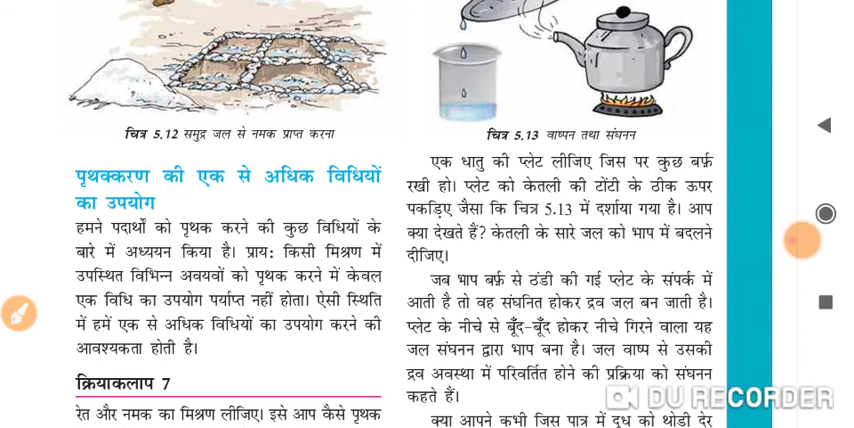 चित्र 5.12 समुद्र जल से नमक प्राप्त करना
पृथक्करण की एक से अधिक विधियों
का उपयोग
हमने पदार्थों को पृथक करने की कुछ विधियों के
बारे में अध्ययन किया है। प्राय: किसी मिश्रण में
उपस्थित विभिन्न अवयवों को पृथक करने में केवल
एक विधि का उपयोग पर्याप्त नहीं होता। ऐसी स्थिति
में हमें एक से अधिक विधियों का उपयोग करने की
आवश्यकता होती है।
क्रियाकलाप 7
रेत और नमक का मिश्रण लीजिए। इसे आप कैसे पृथक
चित्र 5.13 वाष्पन तथा संघनन
एक धातु की प्लेट लीजिए जिस पर कुछ बर्फ़
रखी हो। प्लेट को केतली की टोंटी के ठीक ऊपर
पकड़िए जैसा कि चित्र 5.13 में दर्शाया गया है। आप
क्या देखते हैं? केतली के सारे जल को भाप में बदलने
दीजिए।
जब भाप बर्फ़ से ठंडी की गई प्लेट के संपर्क में
आती है तो वह संघनित होकर द्रव जल बन जाती है।
प्लेट के नीचे से बूँद-बूँद होकर नीचे गिरने वाला यह
जल संघनन द्वारा भाप बना है। जल वाष्प से उसकी
द्रव अवस्था में परिवर्तित होने की प्रक्रिया को संघनन
कहते हैं।
क्या आपने कभी जिस पात्र में दूध को थोड़ी देर
DU RECORDER